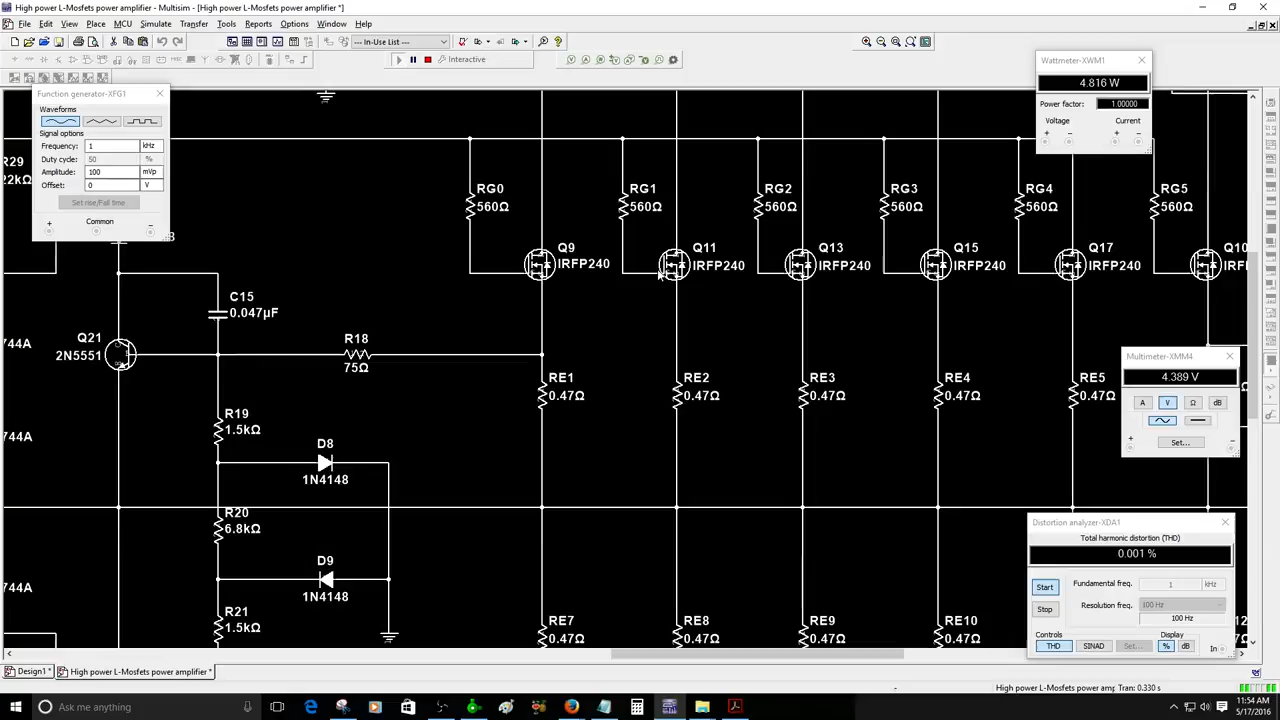 High power L-Mosfets power amplifier - Multisim - [High power L-Mosfets power amplifier *]
File Edit View Place MCU Simulate Transfer Tools Reports Options Window Help
--- In-Use List ---
Interactive
Function generator-XFG1
Waveforms
Signal options
Frequency: 1 kHz
Duty cycle: 50 %
Amplitude: 100 mVp
Offset: 0 V
Set rise/Fall time
+ Common −
Wattmeter-XWM1
4.816 W
Power factor: 1.00000
Voltage Current
+ − + −
R29
22kΩ
RG0
560Ω
RG1
560Ω
RG2
560Ω
RG3
560Ω
RG4
560Ω
RG5
560Ω
Q9
IRFP240
Q11
IRFP240
Q13
IRFP240
Q15
IRFP240
Q17
IRFP240
Q10
IRF
C15
0.047µF
Q21
2N5551
744A
R18
75Ω
RE1
0.47Ω
RE2
0.47Ω
RE3
0.47Ω
RE4
0.47Ω
RE5
0.47Ω
Multimeter-XMM4
4.389 V
A V Ω dB
Set...
+ −
R19
1.5kΩ
744A
D8
1N4148
R20
6.8kΩ
D9
1N4148
744A
R21
1.5kΩ
RE7
0.47Ω
RE8
0.47Ω
RE9
0.47Ω
RE10
0.47Ω
Distortion analyzer-XDA1
Total harmonic distortion (THD)
0.001 %
Start Fundamental freq. 1 kHz
Stop Resolution freq. 100 Hz
100 Hz
Controls Display
THD SINAD Set... % dB In
Design1 * High power L-Mosfets power amplifier *
- High power L-Mosfets power amp Tran: 0.330 s
Ask me anything
11:54 AM
5/17/2016